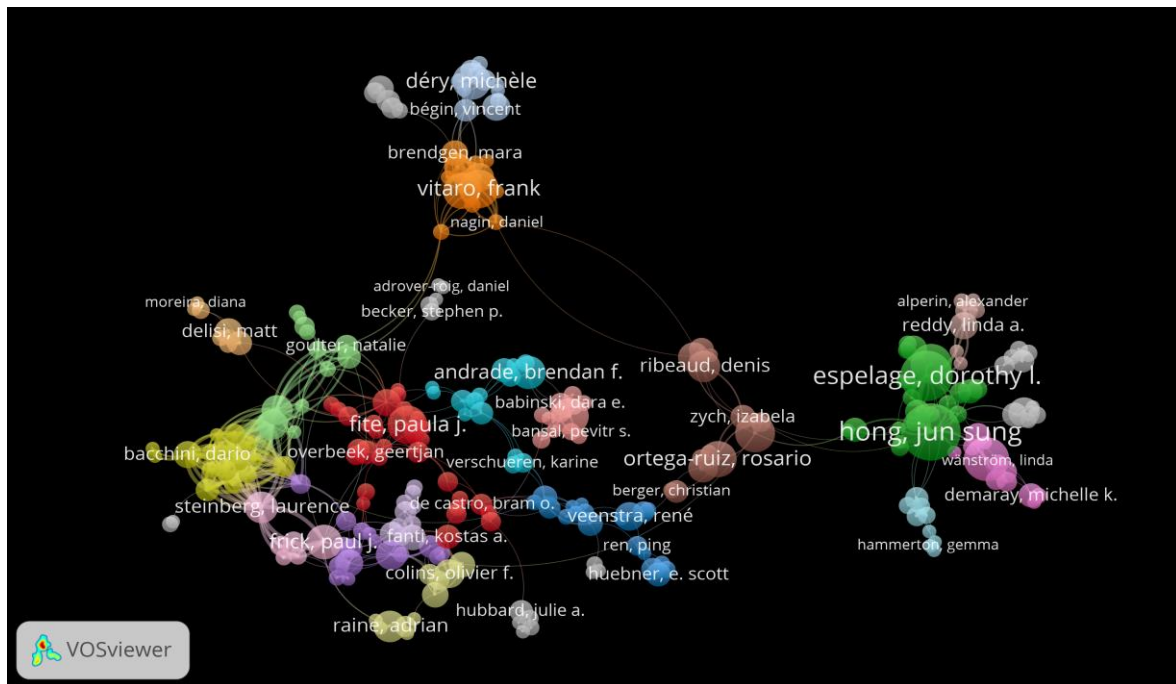 déry, michèle
bégin, vincent
brendgen, mara
vitaro, frank
nagin, daniel
adrover-roig, daniel
becker, stephen p.
moreira, diana
delisi, matt
goulter, natalie
alperin, alexander
reddy, linda a.
ribeaud, denis
andrade, brendan f.
espelage, dorothy l.
babinski, dara e.
zych, izabela
fite, paula j.
bansal, pevitr s.
hong, jun sung
overbeek, geertjan
bacchini, dario
verschueren, karine
ortega-ruiz, rosario
wänström, linda
berger, christian
demaray, michelle k.
steinberg, laurence
de castro, bram o.
veenstra, rené
frick, paul j.
fanti, kostas a.
ren, ping
hammerton, gemma
colins, olivier f.
huebner, e. scott
hubbard, julie a.
raine, adrian
VOSviewer